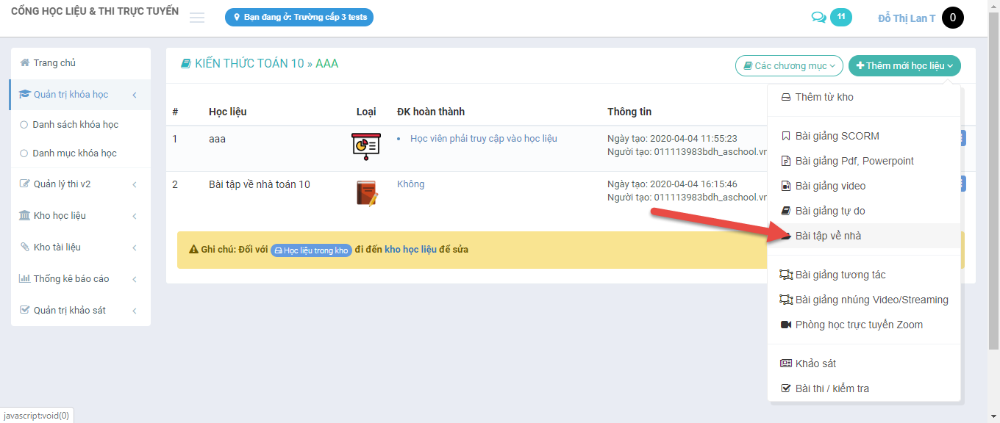 CỔNG HỌC LIỆU & THI TRỰC TUYẾN
Bạn đang ở: Trường cấp 3 tests
11
Đỗ Thị Lan T
0
Trang chủ
Quản trị khóa học
Danh sách khóa học
Danh mục khóa học
Quản lý thi v2
Kho học liệu
Kho tài liệu
Thống kê báo cáo
Quản trị khảo sát
KIẾN THỨC TOÁN 10 » AAA
Các chương mục
Thêm mới học liệu
# Học liệu Loại ĐK hoàn thành Thông tin
1 aaa Học viên phải truy cập vào học liệu Ngày tạo: 2020-04-04 11:55:23
Người tạo: 011113983bdh_aschool.vn
2 Bài tập về nhà toán 10 Không Ngày tạo: 2020-04-04 16:15:46
Người tạo: 011113983bdh_aschool.vn
Ghi chú: Đối với Học liệu trong kho đi đến kho học liệu để sửa
Thêm từ kho
Bài giảng SCORM
Bài giảng Pdf, Powerpoint
Bài giảng video
Bài giảng tự do
Bài tập về nhà
Bài giảng tương tác
Bài giảng nhúng Video/Streaming
Phòng học trực tuyến Zoom
Khảo sát
Bài thi / kiểm tra
javascript:void(0)